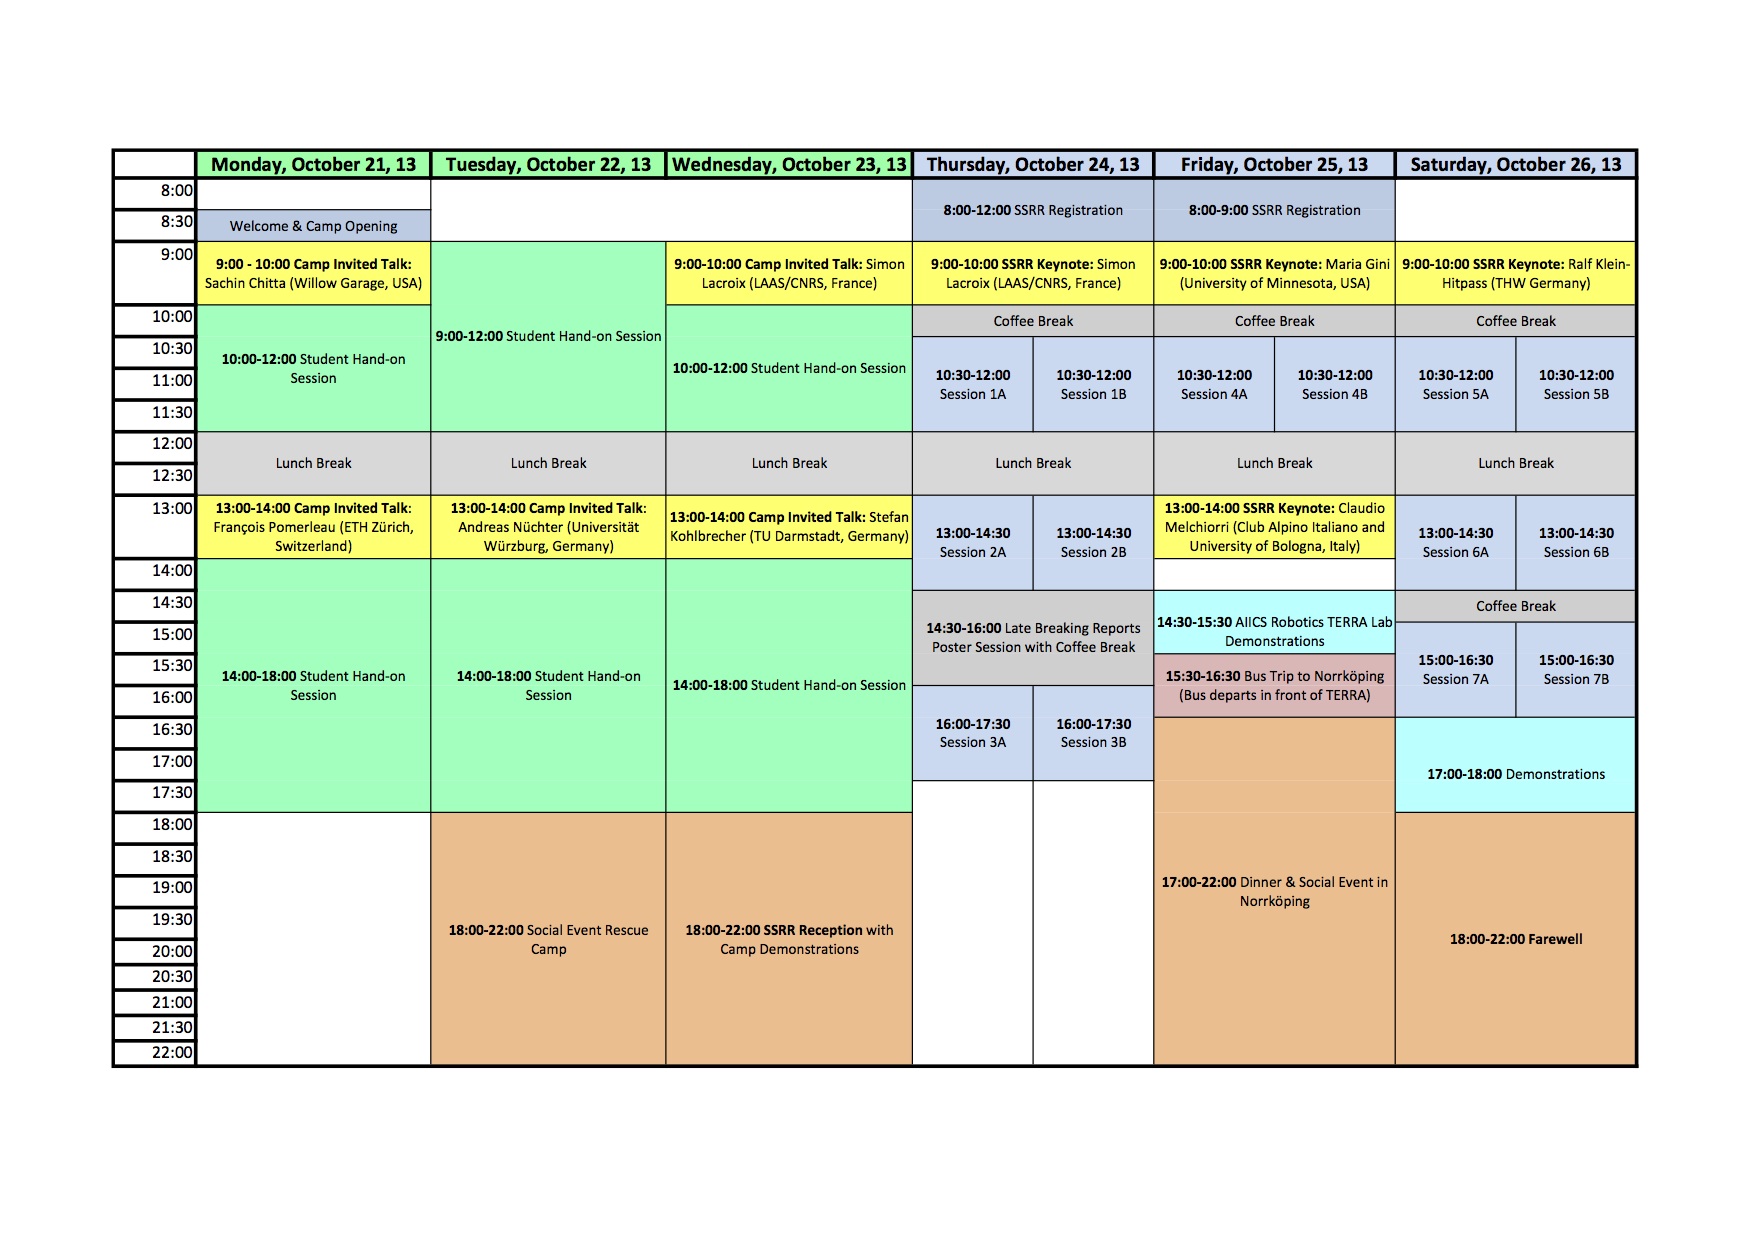 Monday, October 21, 13
Tuesday, October 22, 13
Wednesday, October 23, 13
Thursday, October 24, 13
Friday, October 25, 13
Saturday, October 26, 13
8:00
8:30
9:00
10:00
10:30
11:00
11:30
12:00
12:30
13:00
14:00
14:30
15:00
15:30
16:00
16:30
17:00
17:30
18:00
18:30
19:00
19:30
20:00
20:30
21:00
21:30
22:00
Welcome & Camp Opening
9:00 - 10:00 Camp Invited Talk:
Sachin Chitta (Willow Garage, USA)
10:00-12:00 Student Hand-on
Session
Lunch Break
13:00-14:00 Camp Invited Talk:
François Pomerleau (ETH Zürich,
Switzerland)
14:00-18:00 Student Hand-on
Session
9:00-12:00 Student Hand-on Session
Lunch Break
13:00-14:00 Camp Invited Talk:
Andreas Nüchter (Universität
Würzburg, Germany)
14:00-18:00 Student Hand-on
Session
18:00-22:00 Social Event Rescue
Camp
9:00-10:00 Camp Invited Talk: Simon
Lacroix (LAAS/CNRS, France)
10:00-12:00 Student Hand-on Session
Lunch Break
13:00-14:00 Camp Invited Talk: Stefan
Kohlbrecher (TU Darmstadt, Germany)
14:00-18:00 Student Hand-on Session
18:00-22:00 SSRR Reception with
Camp Demonstrations
8:00-12:00 SSRR Registration
9:00-10:00 SSRR Keynote: Simon
Lacroix (LAAS/CNRS, France)
Coffee Break
10:30-12:00
Session 1A
10:30-12:00
Session 1B
Lunch Break
13:00-14:30
Session 2A
13:00-14:30
Session 2B
14:30-16:00 Late Breaking Reports
Poster Session with Coffee Break
16:00-17:30
Session 3A
16:00-17:30
Session 3B
8:00-9:00 SSRR Registration
9:00-10:00 SSRR Keynote: Maria Gini
(University of Minnesota, USA)
Coffee Break
10:30-12:00
Session 4A
10:30-12:00
Session 4B
Lunch Break
13:00-14:00 SSRR Keynote: Claudio
Melchiorri (Club Alpino Italiano and
University of Bologna, Italy)
14:30-15:30 AIICS Robotics TERRA Lab
Demonstrations
15:30-16:30 Bus Trip to Norrköping
(Bus departs in front of TERRA)
17:00-22:00 Dinner & Social Event in
Norrköping
9:00-10:00 SSRR Keynote: Ralf Klein-
Hitpass (THW Germany)
Coffee Break
10:30-12:00
Session 5A
10:30-12:00
Session 5B
Lunch Break
13:00-14:30
Session 6A
13:00-14:30
Session 6B
Coffee Break
15:00-16:30
Session 7A
15:00-16:30
Session 7B
17:00-18:00 Demonstrations
18:00-22:00 Farewell